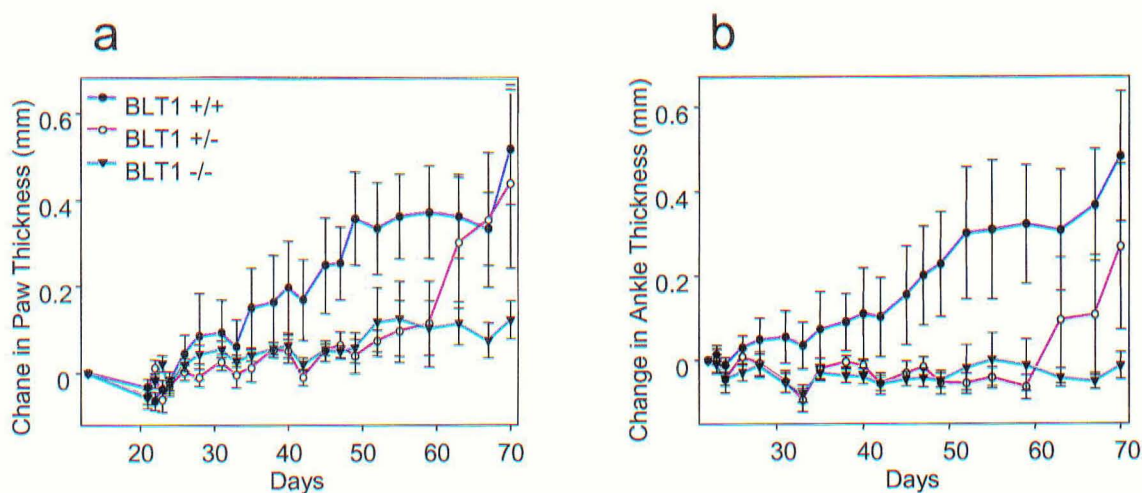 a
Chane in Paw Thickness (mm)
0.6
0.4
0.2
0
BLT1 +/+
BLT1 +/-
BLT1 -/-
20 30 40 50 60 70
Days
b
Change in Ankle Thickness (mm)
0.6
0.4
0.2
0
30 40 50 60 70
Days